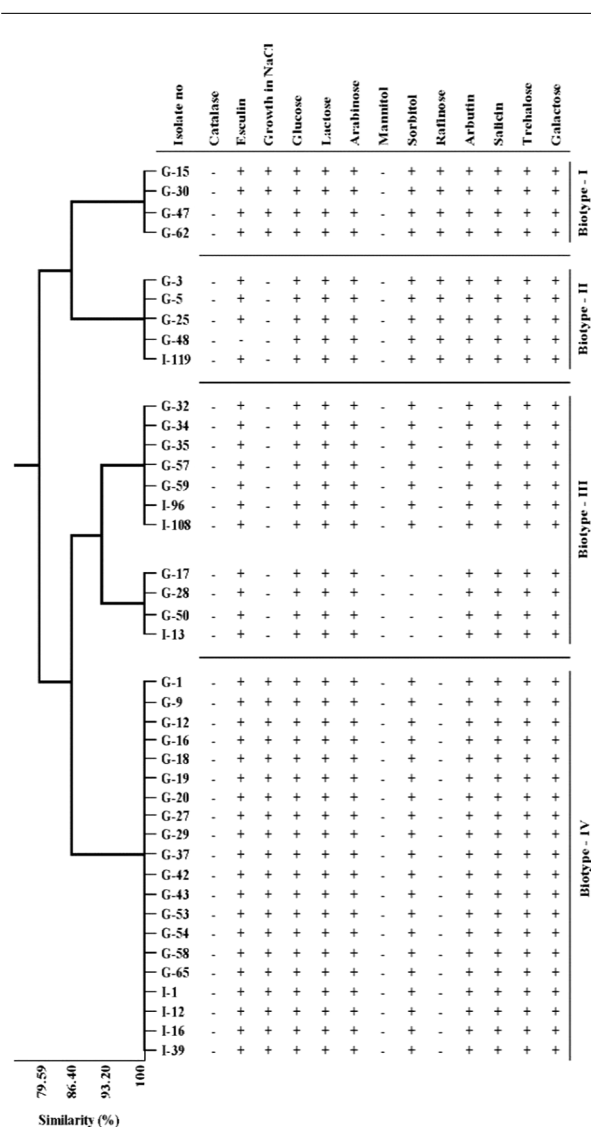 Isolate no Catalase Esculin Growth in NaCl Glucose Lactose Arabinose Mannitol Sorbitol Rafinose Arbutin Salicin Trehalose Galactose
G-15 - + + + + + - + + + + + +
G-30 - + + + + + - + + + + + +
G-47 - + + + + + - + + + + + +
G-62 - + + + + + - + + + + + +
Biotype - I
G-3 - + - + + + - + + + + + +
G-5 - + - + + + - + + + + + +
G-25 - + - + + + - + + + + + +
G-48 - - - + + + - + + + + + +
I-119 - + - + + + - + + + + + +
Biotype - II
G-32 - + - + + + - + - + + + +
G-34 - + - + + + - + - + + + +
G-35 - + - + + + - + - + + + +
G-57 - + - + + + - + - + + + +
G-59 - + - + + + - + - + + + +
I-96 - + - + + + - + - + + + +
I-108 - + - + + + - + - + + + +
G-17 - + - + + + - - - + + + +
G-28 - + - + + + - - - + + + +
G-50 - + - + + + - - - + + + +
I-13 - + - + + + - - - + + + +
Biotype - III
G-1 - + + + + + - + - + + + +
G-9 - + + + + + - + - + + + +
G-12 - + + + + + - + - + + + +
G-16 - + + + + + - + - + + + +
G-18 - + + + + + - + - + + + +
G-19 - + + + + + - + - + + + +
G-20 - + + + + + - + - + + + +
G-27 - + + + + + - + - + + + +
G-29 - + + + + + - + - + + + +
G-37 - + + + + + - + - + + + +
G-42 - + + + + + - + - + + + +
G-43 - + + + + + - + - + + + +
G-53 - + + + + + - + - + + + +
G-54 - + + + + + - + - + + + +
G-58 - + + + + + - + - + + + +
G-65 - + + + + + - + - + + + +
I-1 - + + + + + - + - + + + +
I-12 - + + + + + - + - + + + +
I-16 - + + + + + - + - + + + +
I-39 - + + + + + - + - + + + +
Biotype - IV
79.59 86.40 93.20 100
Similarity (%)